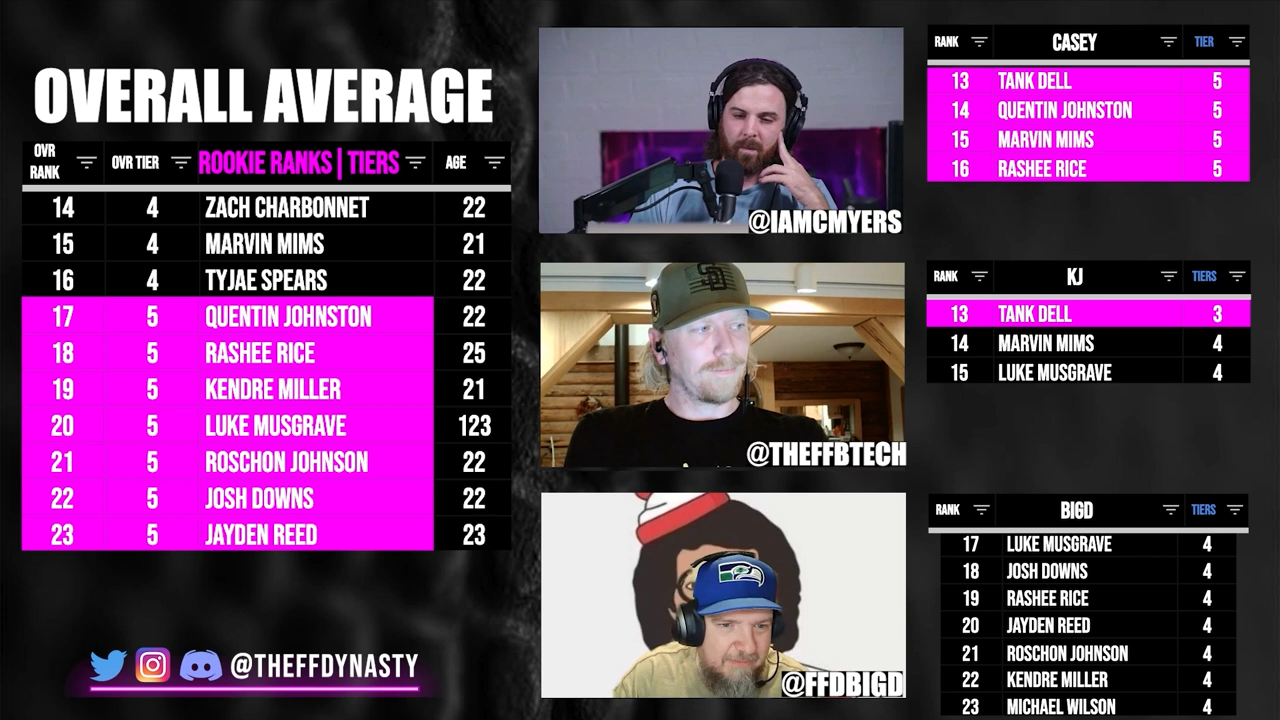 OVERALL AVERAGE
OVR RANK OVR TIER ROOKIE RANKS | TIERS AGE
14 4 ZACH CHARBONNET 22
15 4 MARVIN MIMS 21
16 4 TYJAE SPEARS 22
17 5 QUENTIN JOHNSTON 22
18 5 RASHEE RICE 25
19 5 KENDRE MILLER 21
20 5 LUKE MUSGRAVE 123
21 5 ROSCHON JOHNSON 22
22 5 JOSH DOWNS 22
23 5 JAYDEN REED 23
@THEFFDYNASTY
@IAMCMYERS
SD
@THEFFBTECH
@FFDBIGD
RANK CASEY TIER
13 TANK DELL 5
14 QUENTIN JOHNSTON 5
15 MARVIN MIMS 5
16 RASHEE RICE 5
RANK KJ TIERS
13 TANK DELL 3
14 MARVIN MIMS 4
15 LUKE MUSGRAVE 4
RANK BIGD TIERS
17 LUKE MUSGRAVE 4
18 JOSH DOWNS 4
19 RASHEE RICE 4
20 JAYDEN REED 4
21 ROSCHON JOHNSON 4
22 KENDRE MILLER 4
23 MICHAEL WILSON 4